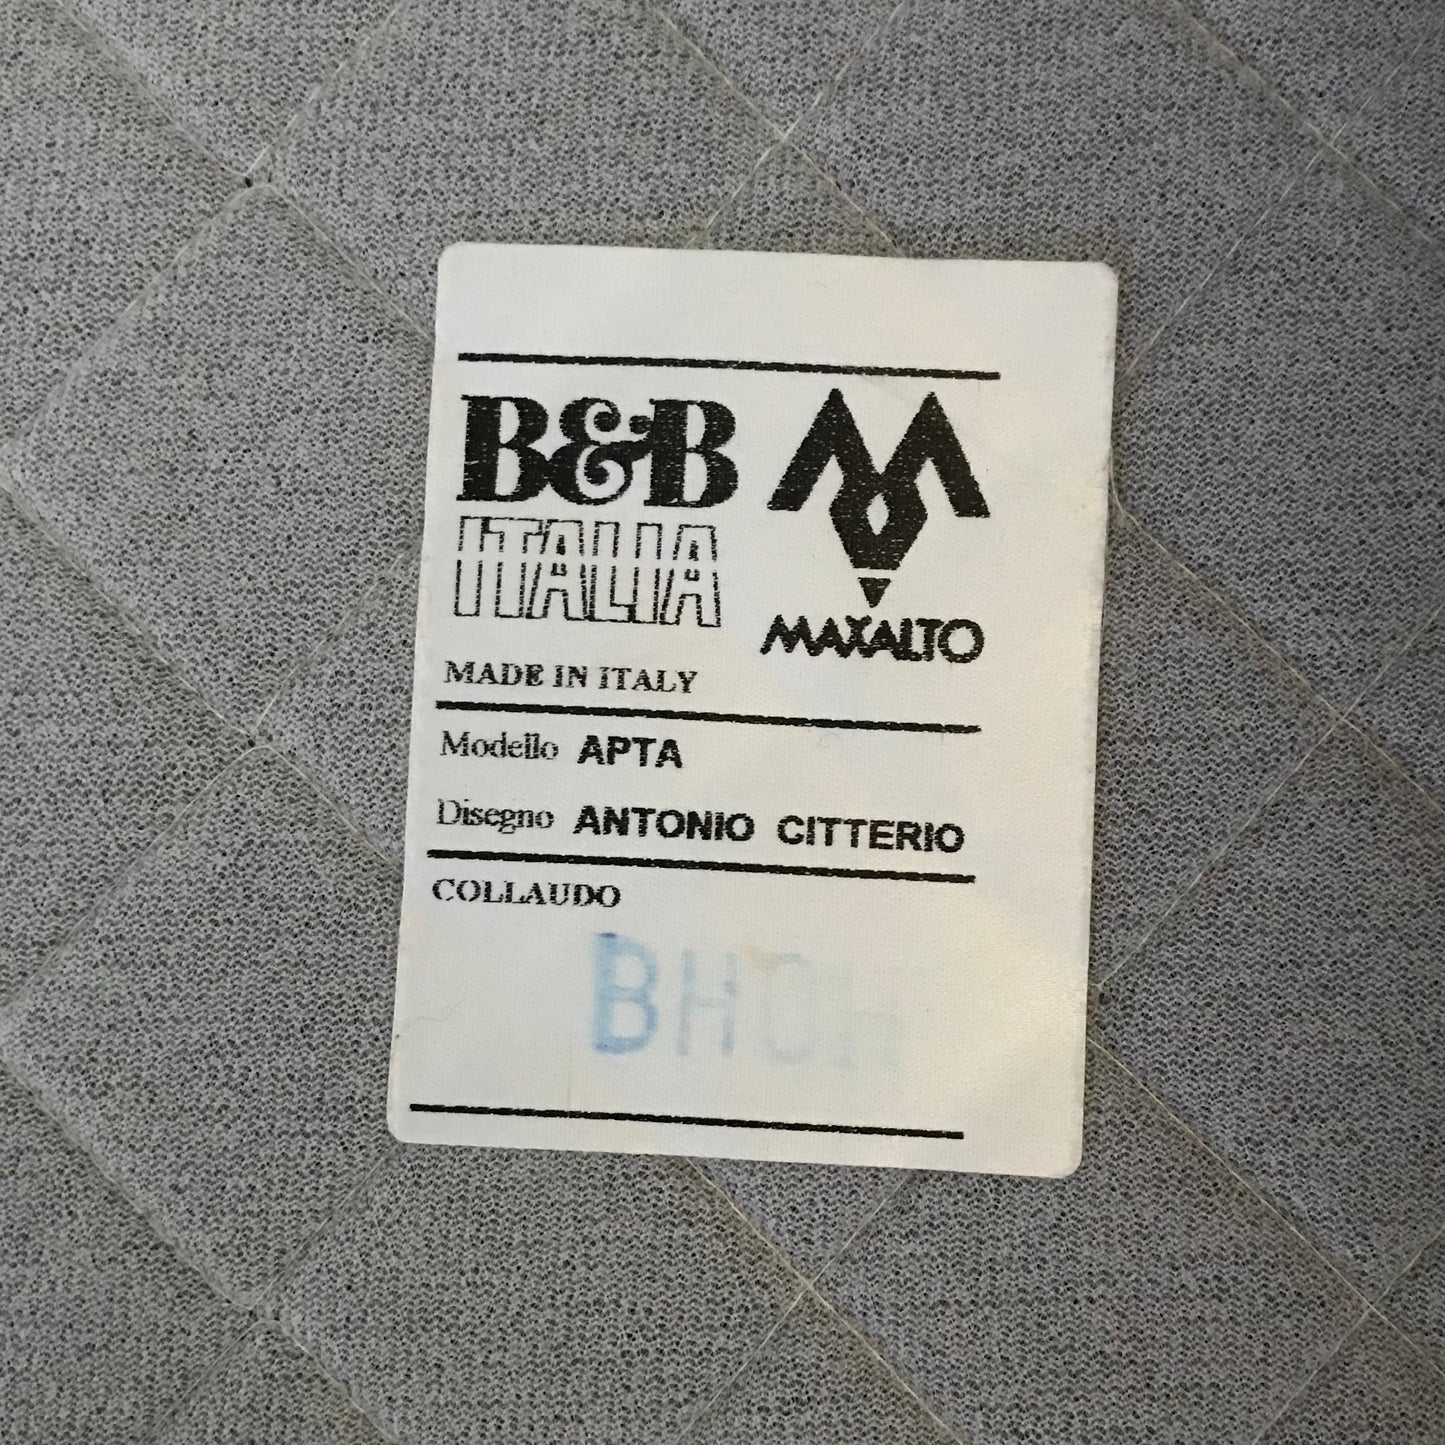 B&B
ITALIA
MAXALTO
MADE IN ITALY
Modello APTA
Disegno ANTONIO CITTERIO
COLLAUDO